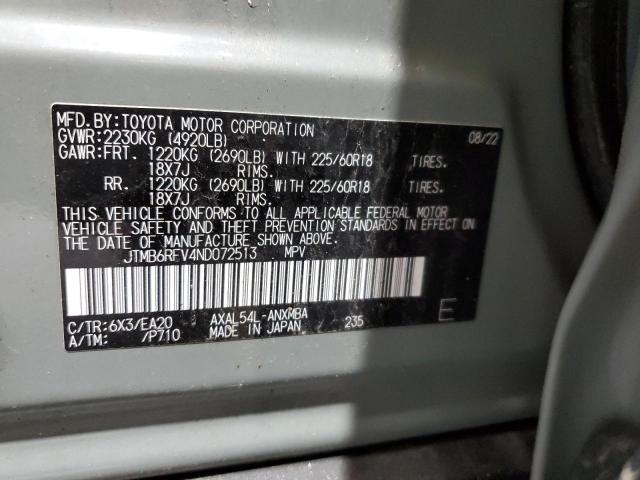 MFD. BY: TOYOTA MOTOR CORPORATION 08/22
GVWR: 2230KG (4920LB)
GAWR: FRT. 1220KG (2690LB) WITH 225/60R18 TIRES.
18X7J RIMS.
RR. 1220KG (2690LB) WITH 225/60R18 TIRES.
18X7J RIMS.
THIS VEHICLE CONFORMS TO ALL APPLICABLE FEDERAL MOTOR
VEHICLE SAFETY AND THEFT PREVENTION STANDARDS IN EFFECT ON
THE DATE OF MANUFACTURE SHOWN ABOVE.
JTMB6RFV4ND072513 MPV
C/TR: 6X3/EA20 AXAL54L-ANXMBA E
A/TM: /P710 MADE IN JAPAN 235